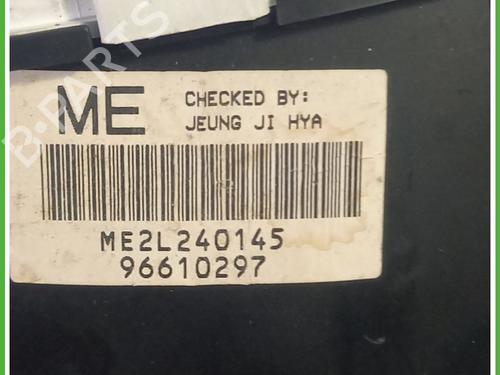 ME
CHECKED BY:
JEUNG JI HYA
ME2L240145
96610297
B-PARTS